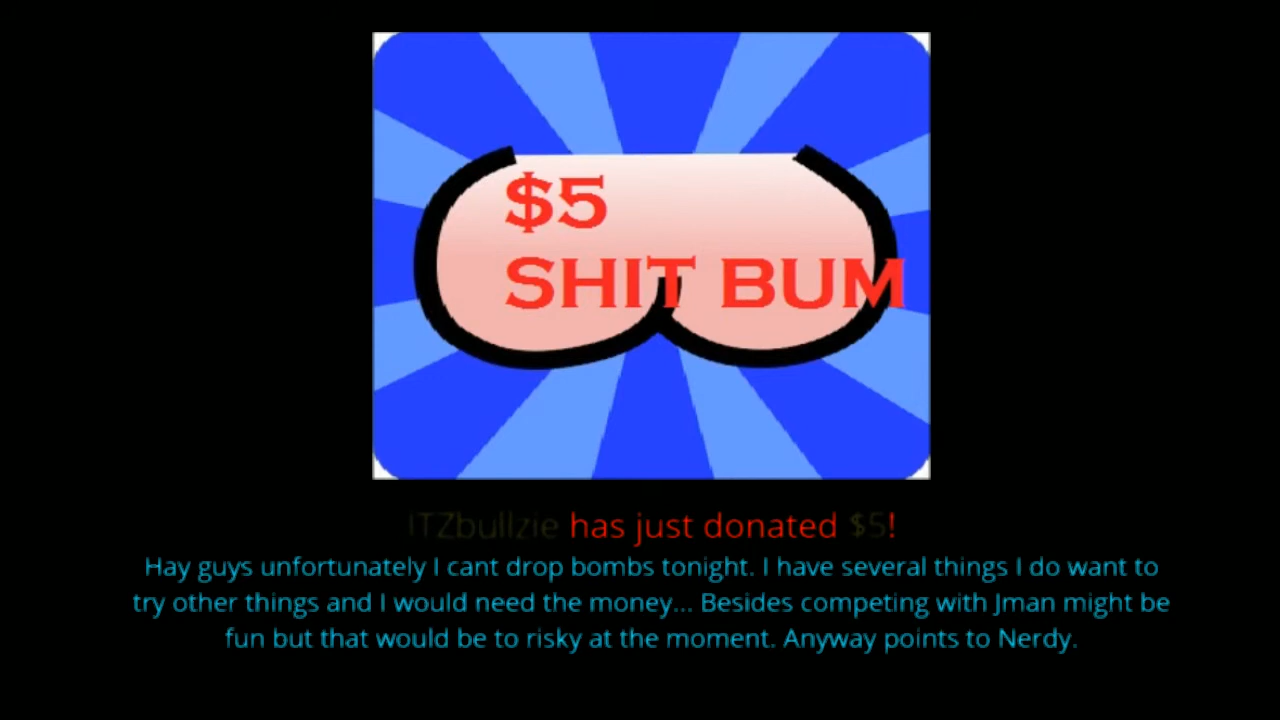 $5
SHIT BUM
ITZbullzie has just donated $5!
Hay guys unfortunately I cant drop bombs tonight. I have several things I do want to
try other things and I would need the money... Besides competing with Jman might be
fun but that would be to risky at the moment. Anyway points to Nerdy.